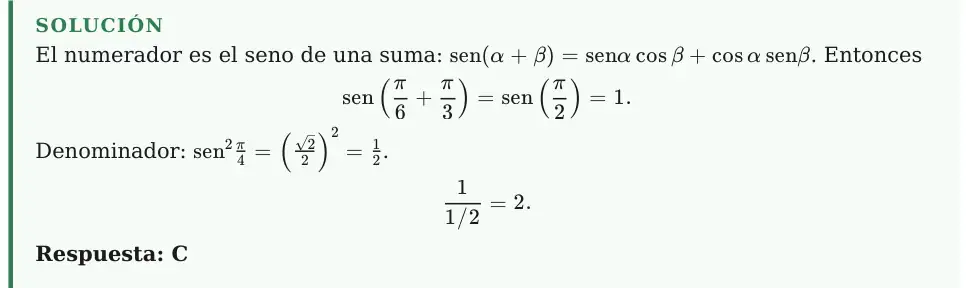 SOLUCIÓN
El numerador es el seno de una suma: sen(α + β) = senα cos β + cos α senβ. Entonces
sen (π/6 + π/3) = sen (π/2) = 1.
Denominador: sen² π/4 = (√2/2)² = 1/2.
1/(1/2) = 2.
Respuesta: C